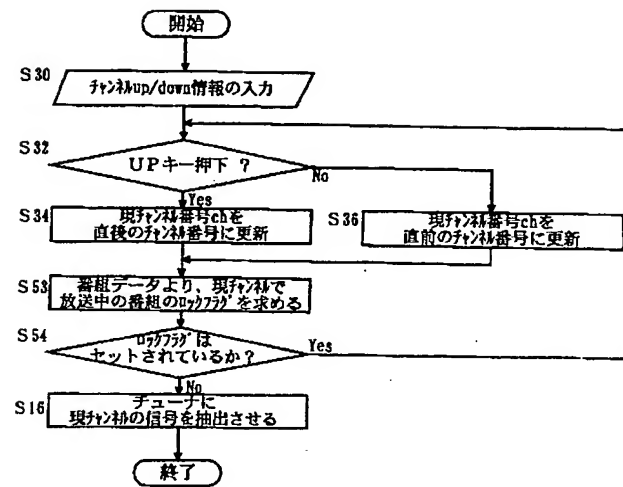 開始
S30
チャンネルup/down情報の入力
S32
UPキー押下 ?
No
Yes
S34
現チャンネル番号chを
直後のチャンネル番号に更新
S36
現チャンネル番号chを
直前のチャンネル番号に更新
S53
番組データより、現チャンネルで
放送中の番組のロックフラグを求める
S54
ロックフラグは
セットされているか?
Yes
No
S16
チューナに
現チャンネルの信号を抽出させる
終了